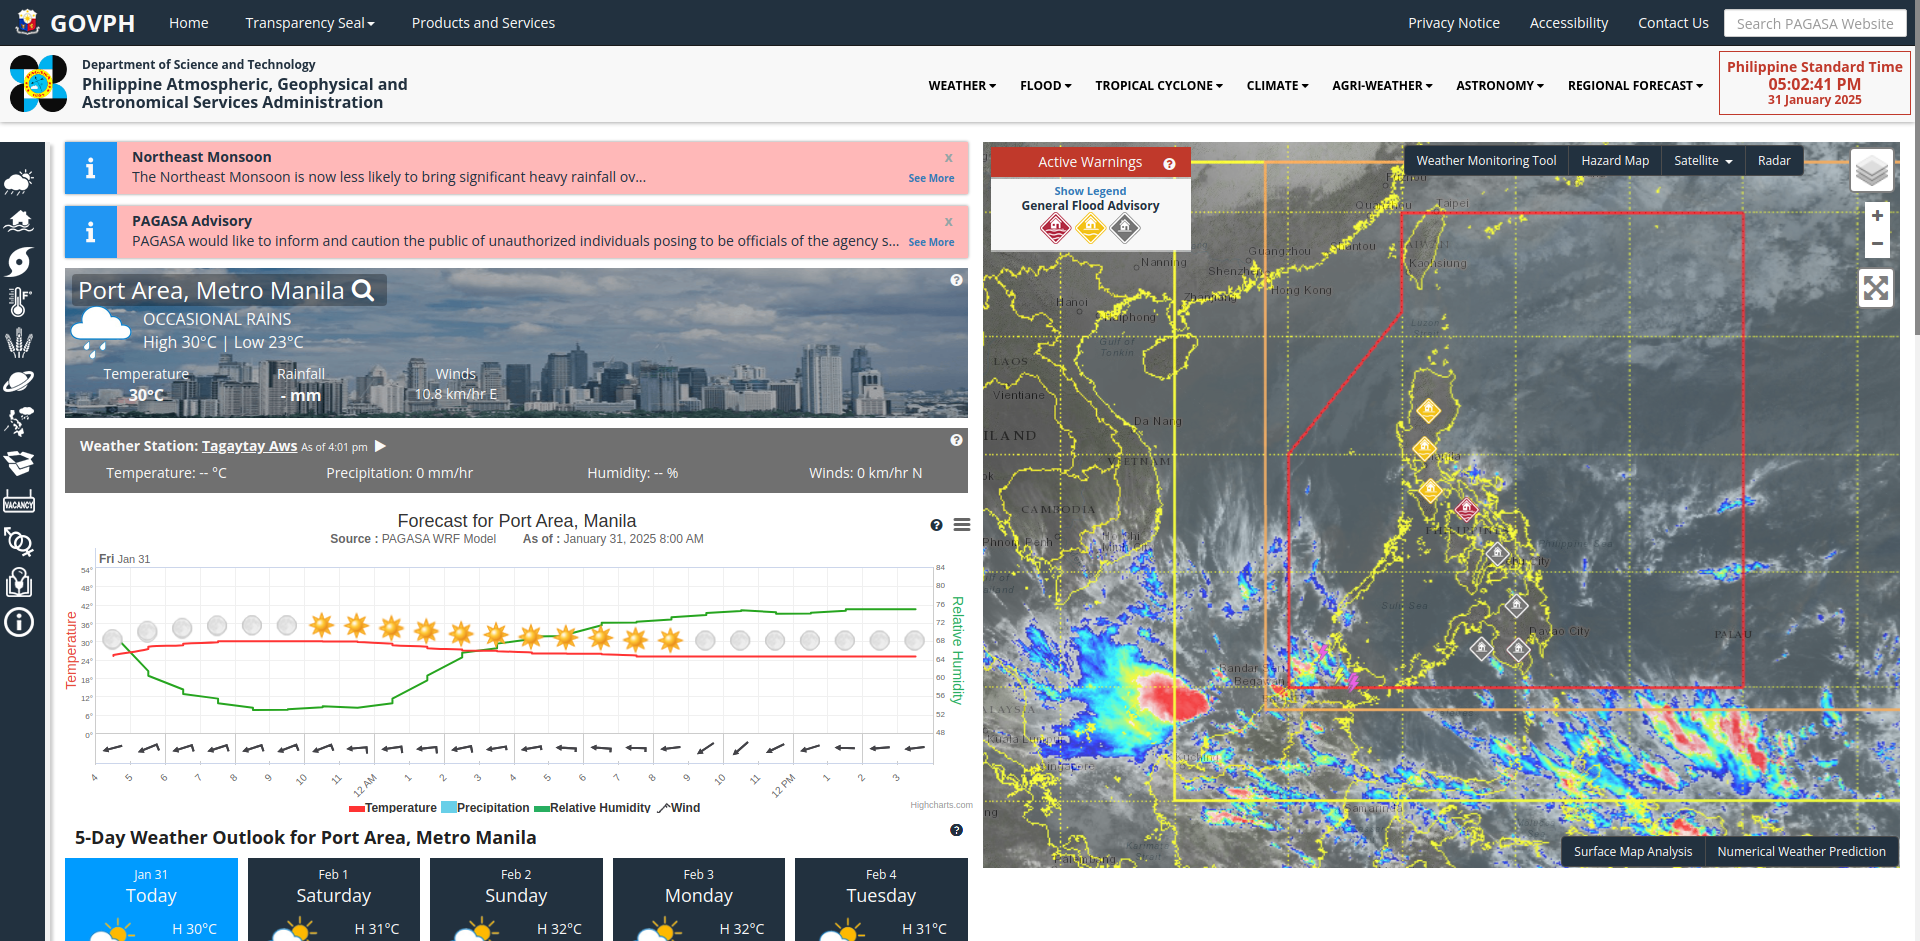 GOVPH
Home
Transparency Seal
Products and Services
Privacy Notice
Accessibility
Contact Us
Search PAGASA Website
Department of Science and Technology
Philippine Atmospheric, Geophysical and
Astronomical Services Administration
WEATHER
FLOOD
TROPICAL CYCLONE
CLIMATE
AGRI-WEATHER
ASTRONOMY
REGIONAL FORECAST
Philippine Standard Time
05:02:41 PM
31 January 2025
VACANCY
Northeast Monsoon
x
The Northeast Monsoon is now less likely to bring significant heavy rainfall ov...
See More
PAGASA Advisory
x
PAGASA would like to inform and caution the public of unauthorized individuals posing to be officials of the agency s...
See More
Port Area, Metro Manila
OCCASIONAL RAINS
High 30°C | Low 23°C
Temperature
Rainfall
Winds
30°C
- mm
10.8 km/hr E
Weather Station: Tagaytay Aws As of 4:01 pm
Temperature: -- °C
Precipitation: 0 mm/hr
Humidity: -- %
Winds: 0 km/hr N
Forecast for Port Area, Manila
Source : PAGASA WRF Model As of : January 31, 2025 8:00 AM
Fri Jan 31
Temperature
54°
48°
42°
36°
30°
24°
18°
12°
6°
0°
84
80
76
72
68
64
60
56
52
48
Relative Humidity
4
5
6
7
8
9
10
11
12 AM
1
2
3
4
5
6
7
8
9
10
11
12 PM
1
2
3
Temperature
Precipitation
Relative Humidity
Wind
Highcharts.com
5-Day Weather Outlook for Port Area, Metro Manila
Jan 31
Today
H 30°C
Feb 1
Saturday
H 31°C
Feb 2
Sunday
H 32°C
Feb 3
Monday
H 32°C
Feb 4
Tuesday
H 31°C
Active Warnings
Show Legend
General Flood Advisory
Weather Monitoring Tool
Hazard Map
Satellite
Radar
+
−
Taipei
Guangzhou
Nanning
Shenzhen
Kaohsiung
Hong Kong
Hanoi
Gulf of
Tonkin
LAOS
Vientiane
Da Nang
VIETNAM
CAMBODIA
Davao City
PALAU
Bandar Seri
Begawan
Kuala Lumpur
Surface Map Analysis
Numerical Weather Prediction